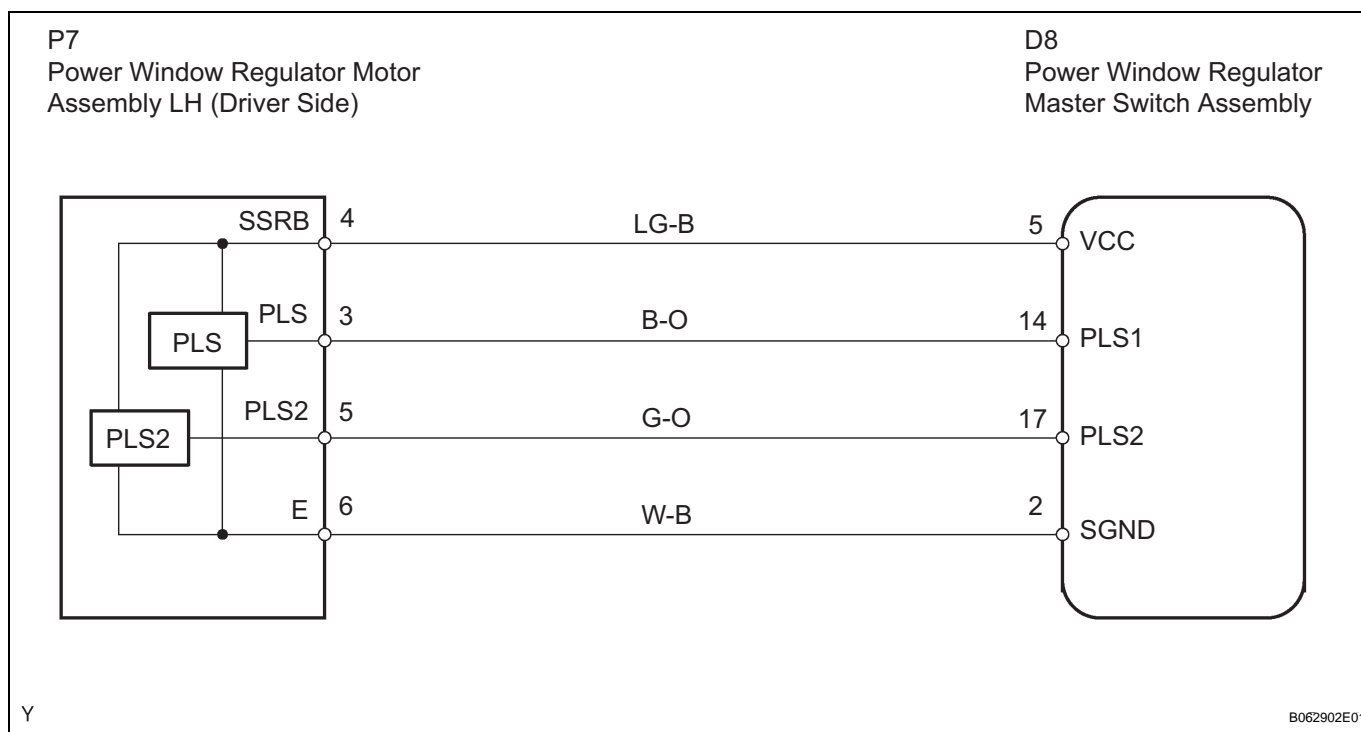 P7
Power Window Regulator Motor
Assembly LH (Driver Side)
D8
Power Window Regulator
Master Switch Assembly
SSRB 4 LG-B 5 VCC
PLS 3 B-O 14 PLS1
PLS
PLS2 5 G-O 17 PLS2
PLS2
E 6 W-B 2 SGND
Y
B062902E01